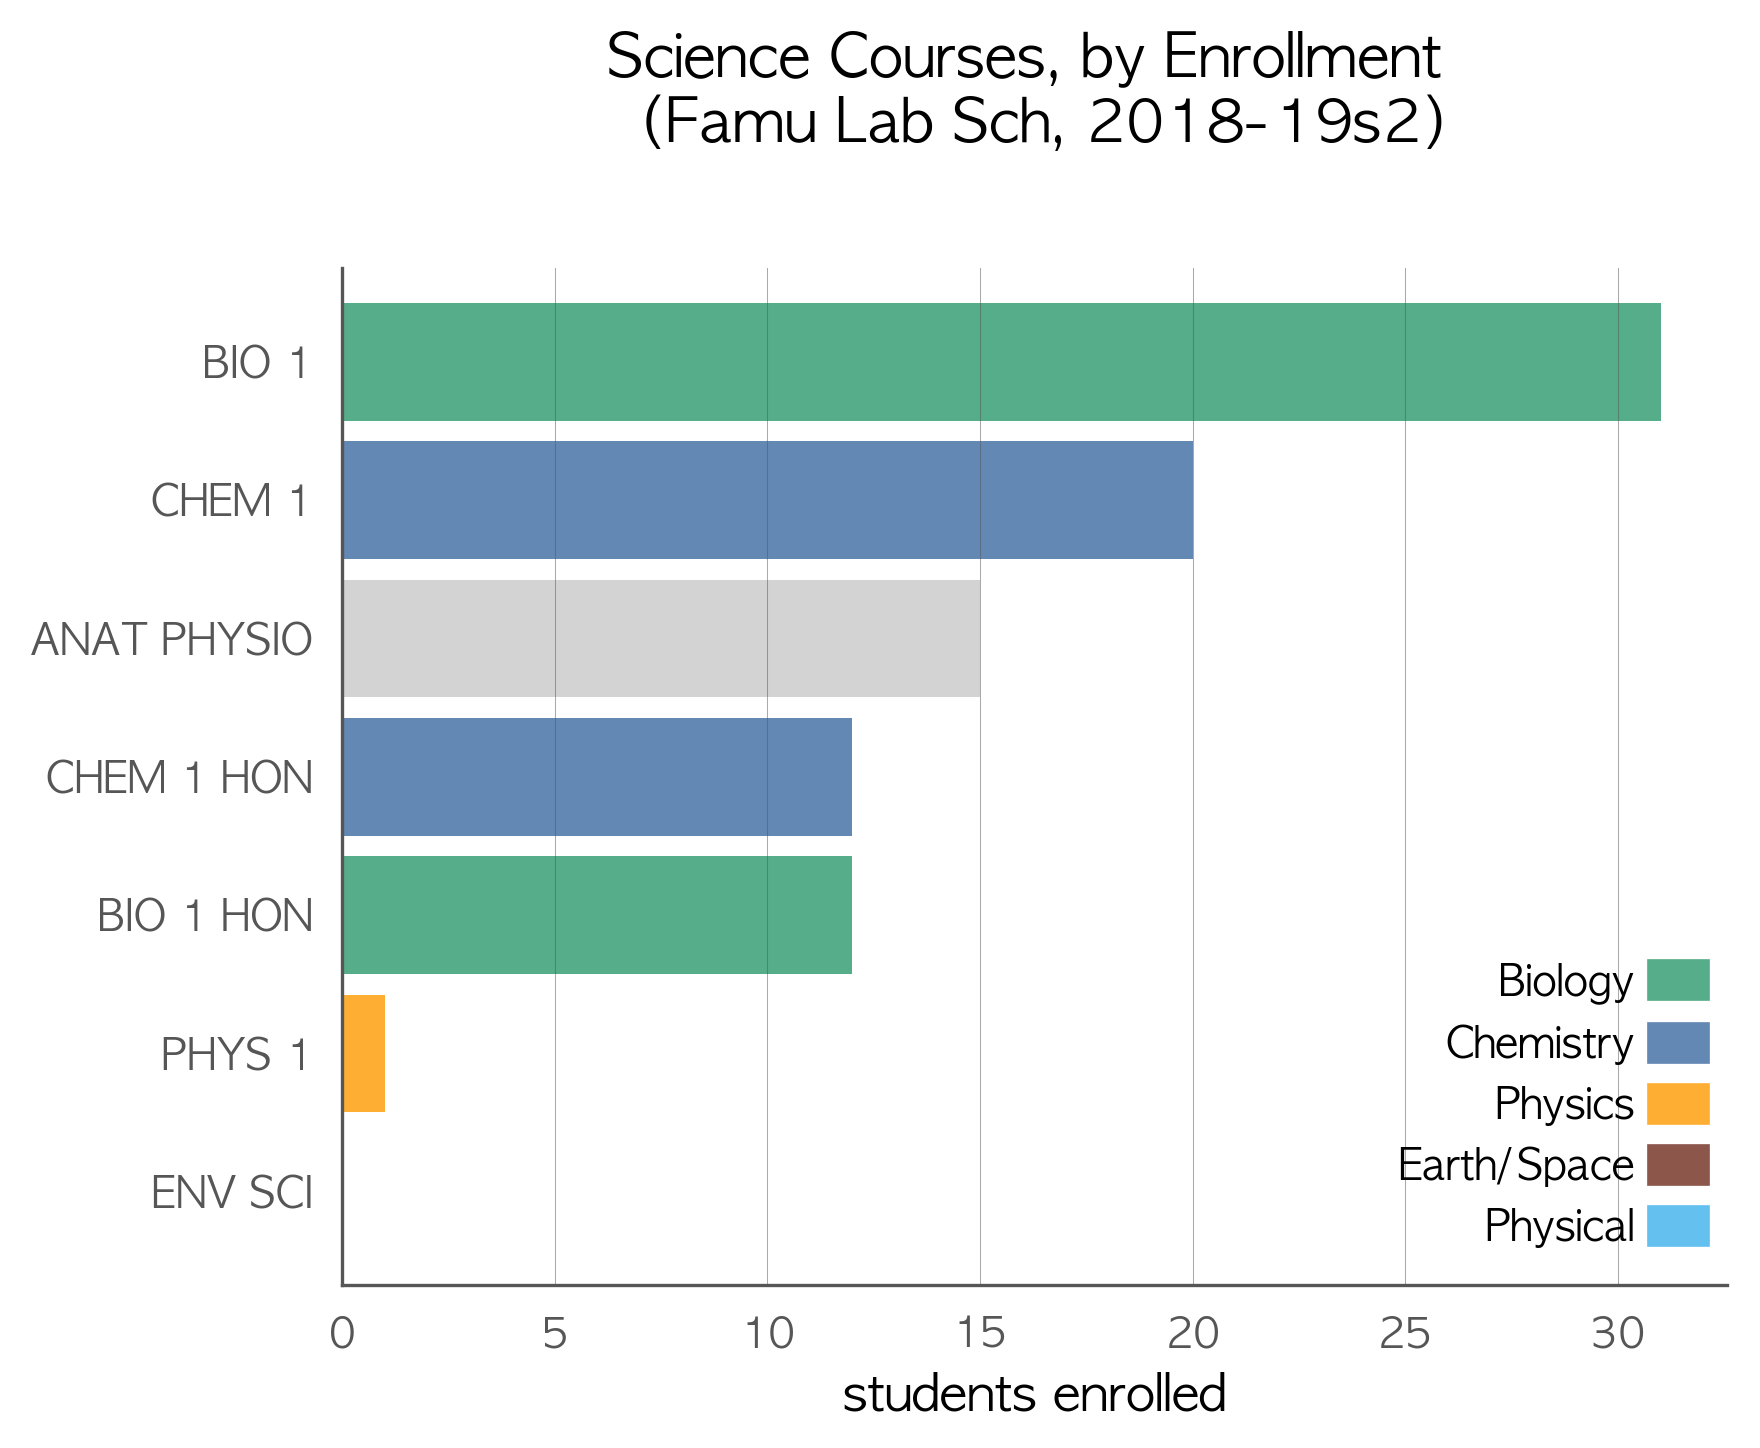 Science Courses, by Enrollment
(Famu Lab Sch, 2018-19s2)
BIO 1
CHEM 1
ANAT PHYSIO
CHEM 1 HON
BIO 1 HON
PHYS 1
ENV SCI
Biology
Chemistry
Physics
Earth/Space
Physical
0 5 10 15 20 25 30
students enrolled